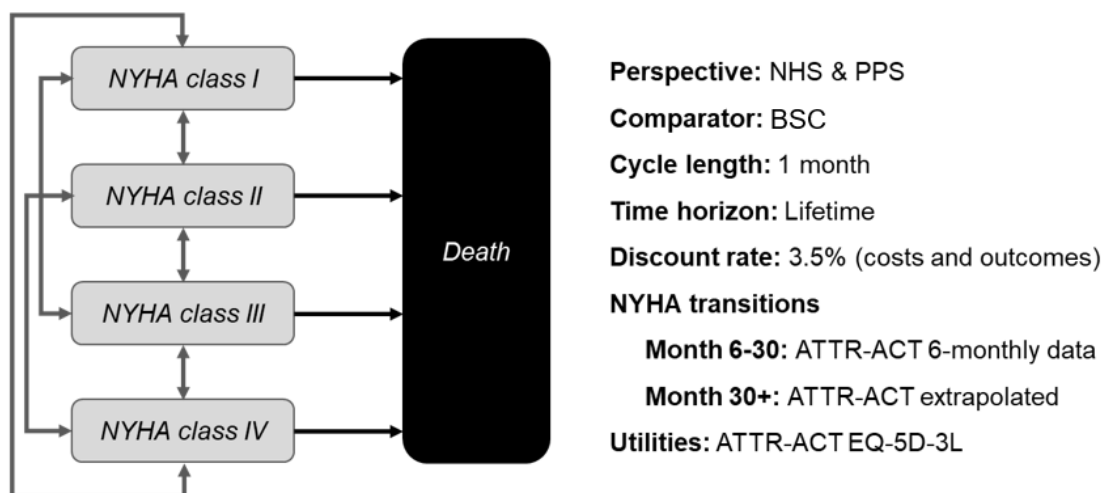 NYHA class I
NYHA class II
NYHA class III
NYHA class IV
Death
Perspective: NHS & PPS
Comparator: BSC
Cycle length: 1 month
Time horizon: Lifetime
Discount rate: 3.5% (costs and outcomes)
NYHA transitions
Month 6-30: ATTR-ACT 6-monthly data
Month 30+: ATTR-ACT extrapolated
Utilities: ATTR-ACT EQ-5D-3L